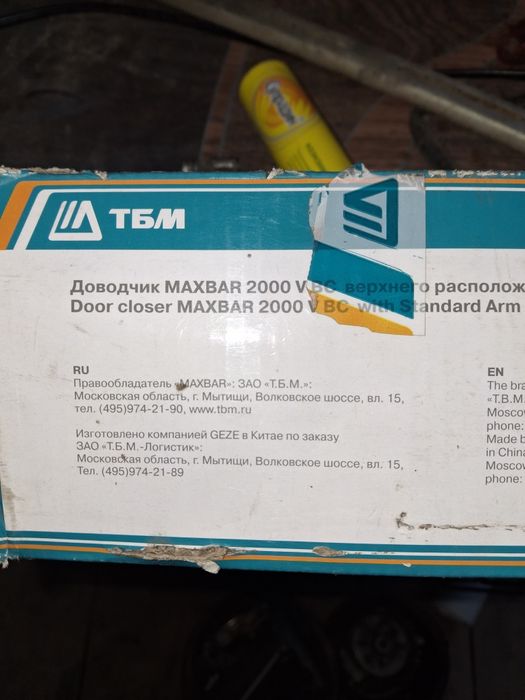 ТБМ
Доводчик MAXBAR 2000 V BC верхнего располож
Door closer MAXBAR 2000 V BC with Standard Arm
RU
Правообладатель «MAXBAR»: ЗАО «Т.Б.М.»:
Московская область, г. Мытищи, Волковское шоссе, вл. 15,
тел. (495)974-21-90, www.tbm.ru
Изготовлено компанией GEZE в Китае по заказу
ЗАО «Т.Б.М.-Логистик»:
Московская область, г. Мытищи, Волковское шоссе, вл. 15,
Тел. (495)974-21-89
EN
The bra
«T.B.M.
Moscow
phone:
Made b
in China
Moscow
phone: